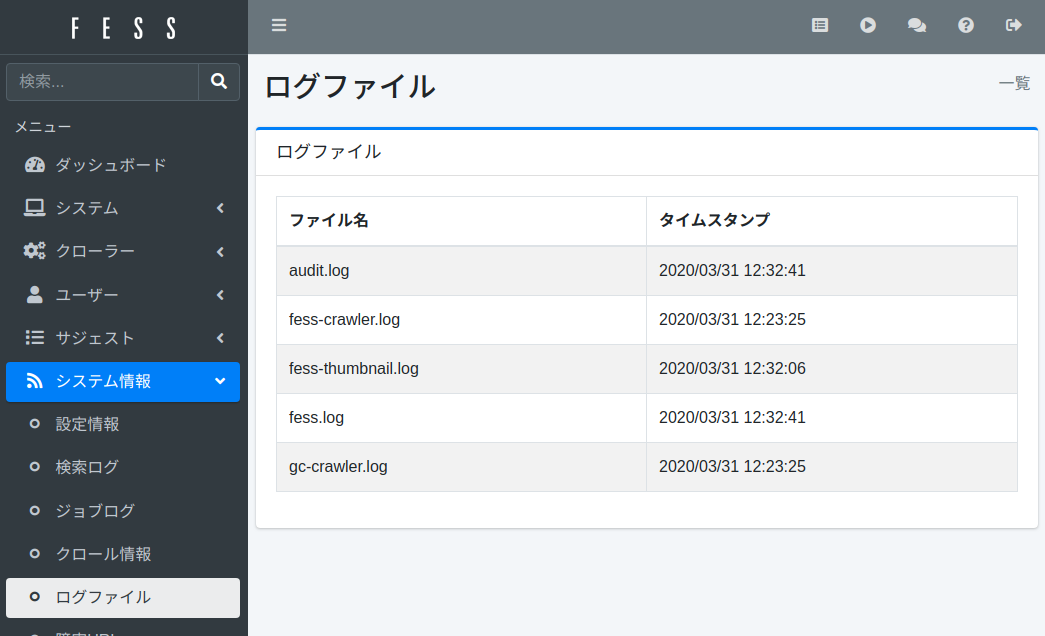 FESS
検索...
メニュー
ダッシュボード
システム
クローラー
ユーザー
サジェスト
システム情報
設定情報
検索ログ
ジョブログ
クロール情報
ログファイル
ログファイル
一覧
ログファイル
ファイル名 タイムスタンプ
audit.log 2020/03/31 12:32:41
fess-crawler.log 2020/03/31 12:23:25
fess-thumbnail.log 2020/03/31 12:32:06
fess.log 2020/03/31 12:32:41
gc-crawler.log 2020/03/31 12:23:25